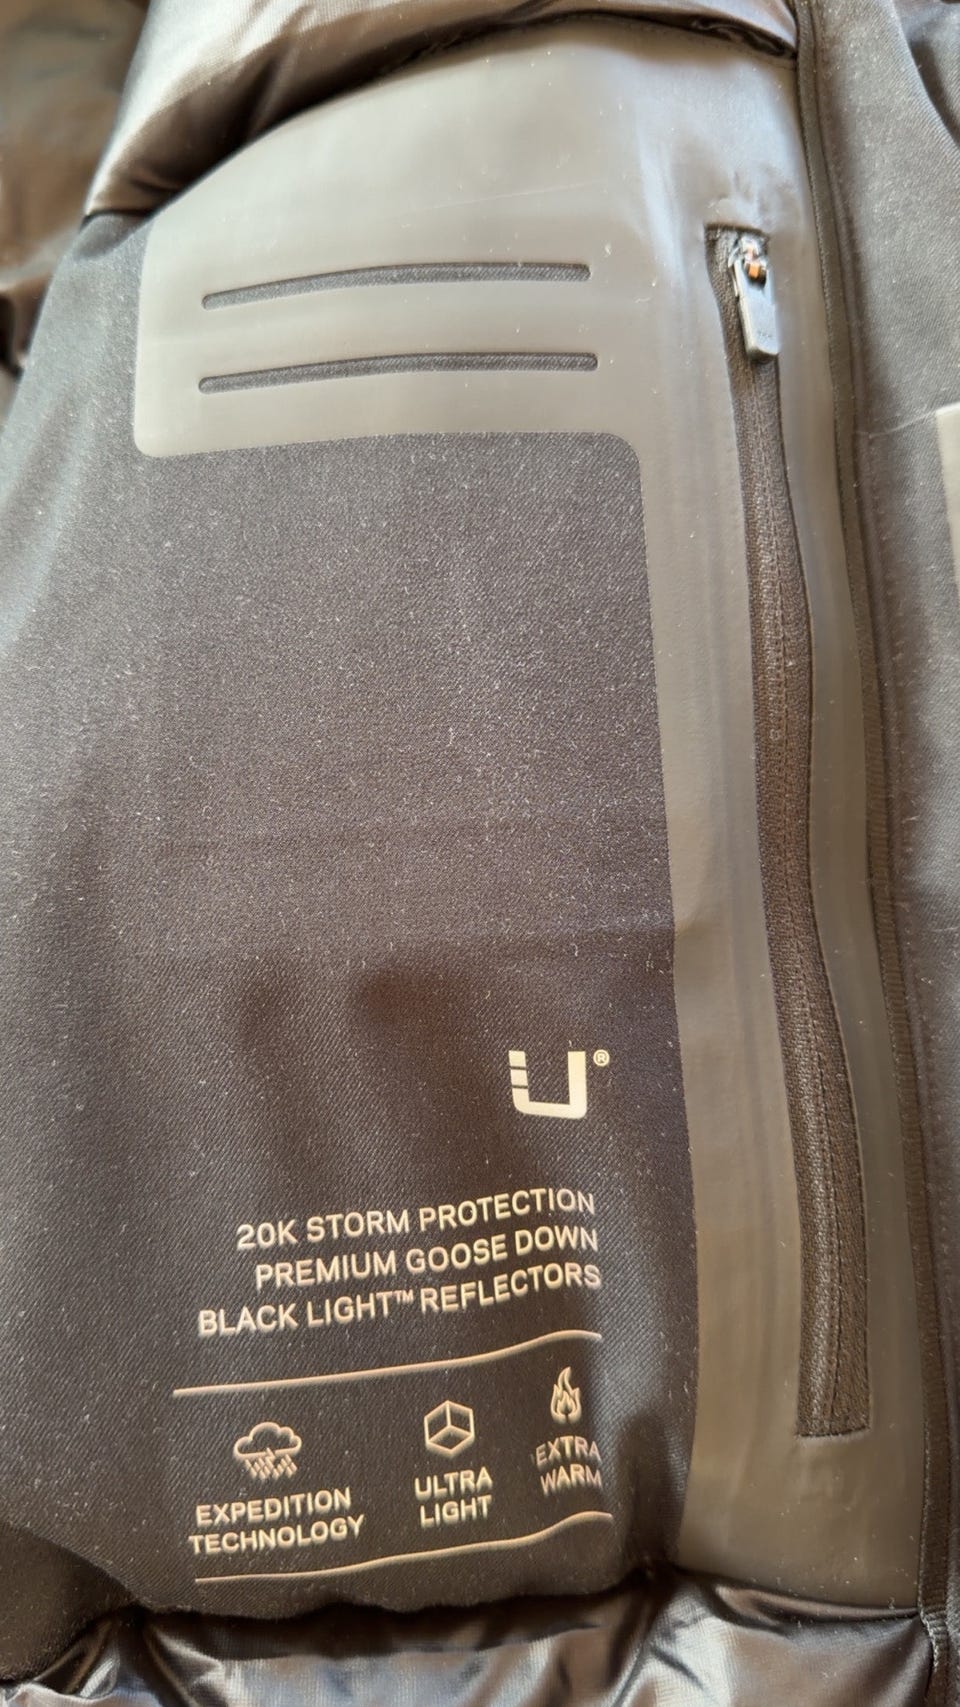 U®
20K STORM PROTECTION
PREMIUM GOOSE DOWN
BLACK LIGHT™ REFLECTORS
EXPEDITION
TECHNOLOGY
ULTRA
LIGHT
EXTRA
WARM